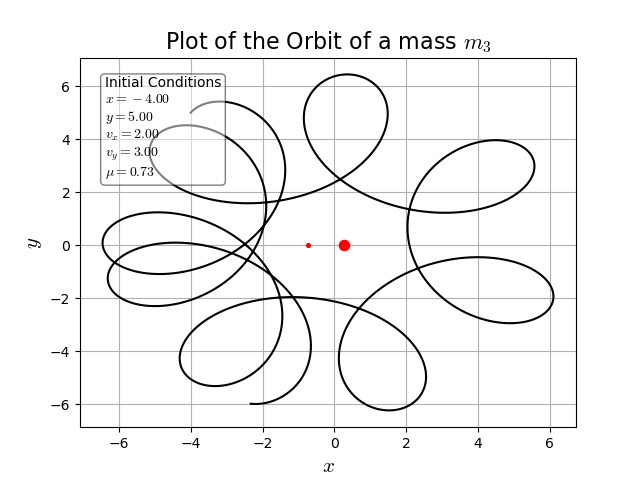 Plot of the Orbit of a mass m₃
Initial Conditions
x = −4.00
y = 5.00
vₓ = 2.00
v_y = 3.00
μ = 0.73
6
4
2
0
−2
−4
−6
y
−6
−4
−2
0
2
4
6
x